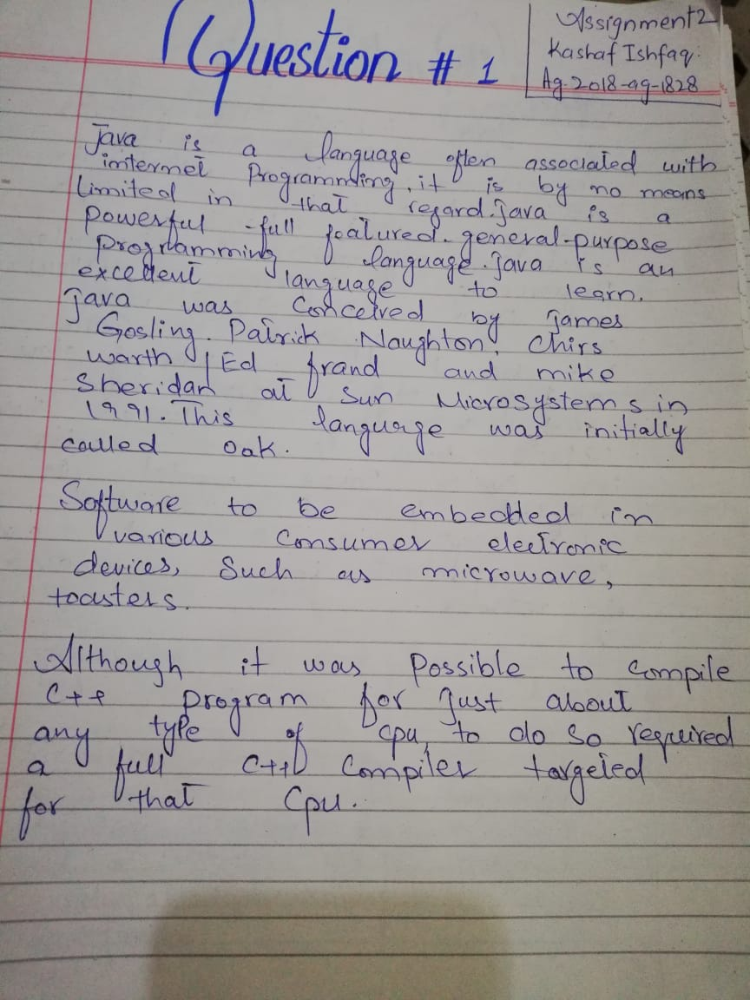 Question # 1
Assignment 2
Kashaf Ishfaq.
Ag. 2018-ag-1828
Java is a language often associated with
internet Programmding, it is by no means
Limited in that regard. Java is a
powerful -full featured. general-purpose
programming language. Java is an
excellent language to learn.
Java was Conceived by James
Gosling. Patrick Naughton, Chirs
warth, Ed frand and mike
Sheridan at Sun Microsystems in
1991. This language was initially
called oak.
Software to be embedded in
various Consumer electronic
devices, Such as microwave,
toasters.
Although it was Possible to Compile
C++ program for Just about
any type of cpu, to do so required
a full C++ Compiler targeted
for that Cpu.